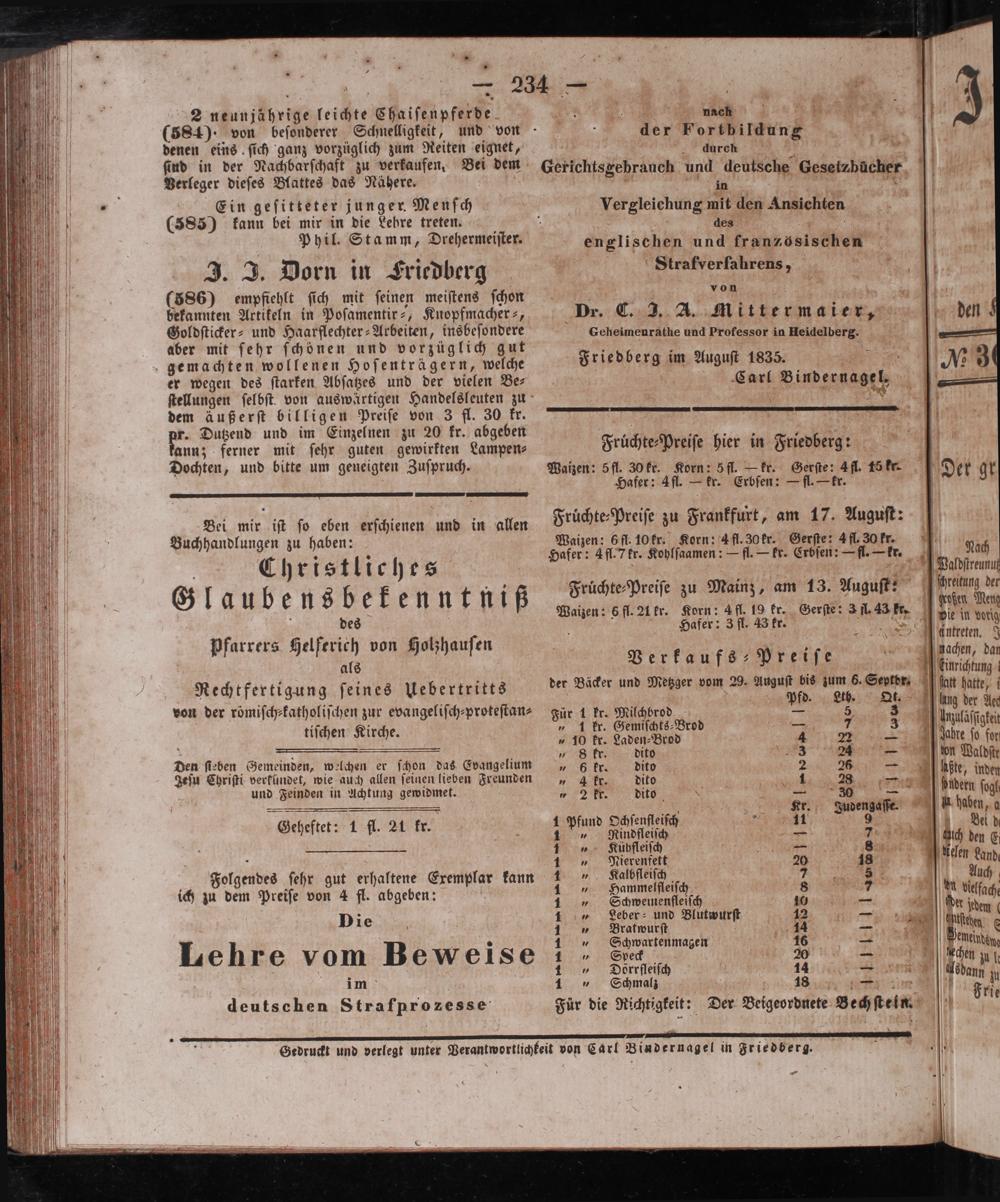 — 234 —
2 neunjährige leichte Chaisenpferde
(584) von besonderer Schnelligkeit, und von
denen eins sich ganz vorzüglich zum Reiten eignet,
sind in der Nachbarschaft zu verkaufen. Bei dem
Verleger dieses Blattes das Nähere.
Ein gesitteter junger Mensch
(585) kann bei mir in die Lehre treten.
Phil. Stamm, Drehermeister.
J. J. Dorn in Friedberg
(586) empfiehlt sich mit seinen meistens schon
bekannten Artikeln in Posamentir-, Knopfmacher-,
Goldsticker- und Haarflechter-Arbeiten, insbesondere
aber mit sehr schönen und vorzüglich gut
gemachten wollenen Hosenträgern, welche
er wegen des starken Absatzes und der vielen Be-
stellungen selbst von auswärtigen Handelsleuten zu
dem äußerst billigen Preise von 3 fl. 30 kr.
pr. Dutzend und im Einzelnen zu 20 kr. abgeben
kann; ferner mit sehr guten gewirkten Lampen-
Dochten, und bitte um geneigten Zuspruch.
Bei mir ist so eben erschienen und in allen
Buchhandlungen zu haben:
Christliches
Glaubensbekenntniß
des
Pfarrers Helferich von Holzhausen
als
Rechtfertigung seines Uebertritts
von der römisch-katholischen zur evangelisch-protestan-
tischen Kirche.
Den sieben Gemeinden, welchen er schon das Evangelium
Jesu Christi verkündet, wie auch allen seinen lieben Freunden
und Feinden in Achtung gewidmet.
Geheftet: 1 fl. 21 kr.
Folgendes sehr gut erhaltene Exemplar kann
ich zu dem Preise von 4 fl. abgeben:
Die
Lehre vom Beweise
im
deutschen Strafprozesse
nach
der Fortbildung
durch
Gerichtsgebrauch und deutsche Gesetzbücher
in
Vergleichung mit den Ansichten
des
englischen und französischen
Strafverfahrens,
von
Dr. C. J. A. Mittermaier,
Geheimenrathe und Professor in Heidelberg.
Friedberg im August 1835.
Carl Bindernagel.
Früchte-Preise hier in Friedberg:
Waizen: 5 fl. 30 kr. Korn: 5 fl. — kr. Gerste: 4 fl. 15 kr.
Hafer: 4 fl. — kr. Erbsen: — fl. — kr.
Früchte-Preise zu Frankfurt, am 17. August:
Waizen: 6 fl. 10 kr. Korn: 4 fl. 30 kr. Gerste: 4 fl. 30 kr.
Hafer: 4 fl. 7 kr. Kohlsaamen: — fl. — kr. Erbsen: — fl. — kr.
Früchte-Preise zu Mainz, am 13. August:
Waizen: 6 fl. 21 kr. Korn: 4 fl. 19 kr. Gerste: 3 fl. 43 kr.
Hafer: 3 fl. 43 kr.
Verkaufs-Preise
der Bäcker und Metzger vom 29. August bis zum 6. Septbr.
Pfd. Lth. Qt.
Für 1 kr. Milchbrod — 5 3
„ 1 kr. Gemischts-Brod — 7 3
„ 10 kr. Laden-Brod 4 22 —
„ 8 kr. dito 3 24 —
„ 6 kr. dito 2 26 —
„ 4 kr. dito 1 28 —
„ 2 kr. dito — 30 —
Kr. Judengasse.
1 Pfund Ochsenfleisch 11 9
1 „ Rindfleisch — 7
1 „ Kühfleisch — 8
1 „ Nierenfett 20 18
1 „ Kalbfleisch 7 5
1 „ Hammelfleisch 8 7
1 „ Schweinenfleisch 10 —
1 „ Leber- und Blutwurst 12 —
1 „ Bratwurst 14 —
1 „ Schwartenmagen 16 —
1 „ Speck 20 —
1 „ Dörrfleisch 14 —
1 „ Schmalz 18 —
Für die Richtigkeit: Der Beigeordnete Bechstein.
Gedruckt und verlegt unter Verantwortlichkeit von Carl Bindernagel in Friedberg.